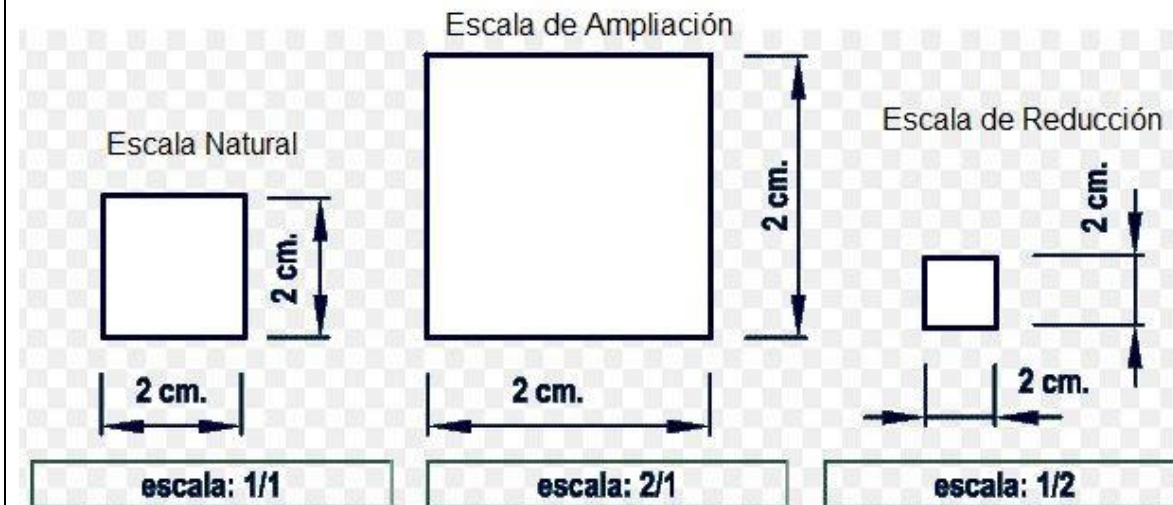 Escala de Ampliación
Escala Natural
Escala de Reducción
2 cm.
2 cm.
2 cm.
2 cm.
2 cm.
2 cm.
escala: 1/1
escala: 2/1
escala: 1/2